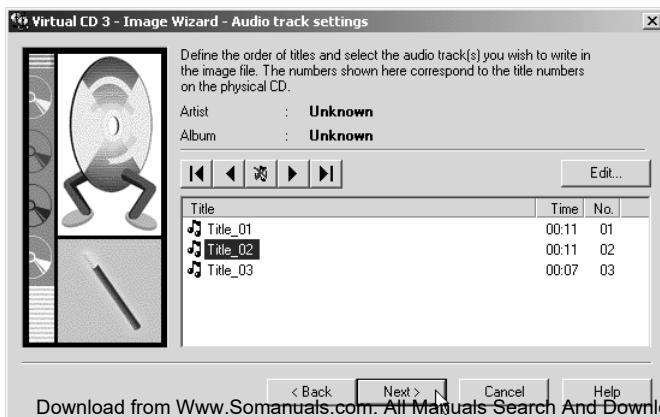 Virtual CD 3 - Image Wizard - Audio track settings
Define the order of titles and select the audio track(s) you wish to write in
the image file. The numbers shown here correspond to the title numbers
on the physical CD.
Artist : Unknown
Album : Unknown
Edit...
Title Time No.
Title_01 00:11 01
Title_02 00:11 02
Title_03 00:07 03
< Back Next > Cancel Help
Download from Www.Somanuals.com. All Manuals Search And Downl